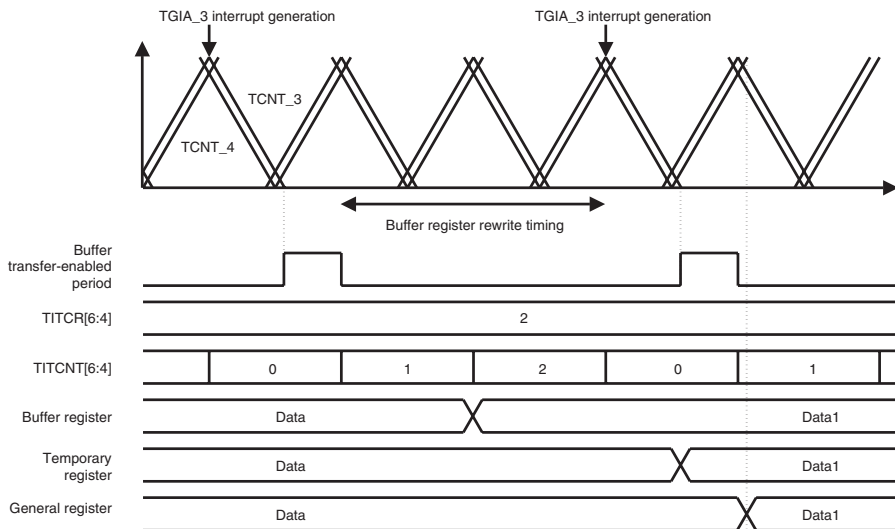 TGIA_3 interrupt generation
TGIA_3 interrupt generation
TCNT_3
TCNT_4
Buffer register rewrite timing
Buffer
transfer-enabled
period
TITCR[6:4]
2
TITCNT[6:4]
0
1
2
0
1
Buffer register
Data
Data1
Temporary
register
Data
Data1
General register
Data
Data1